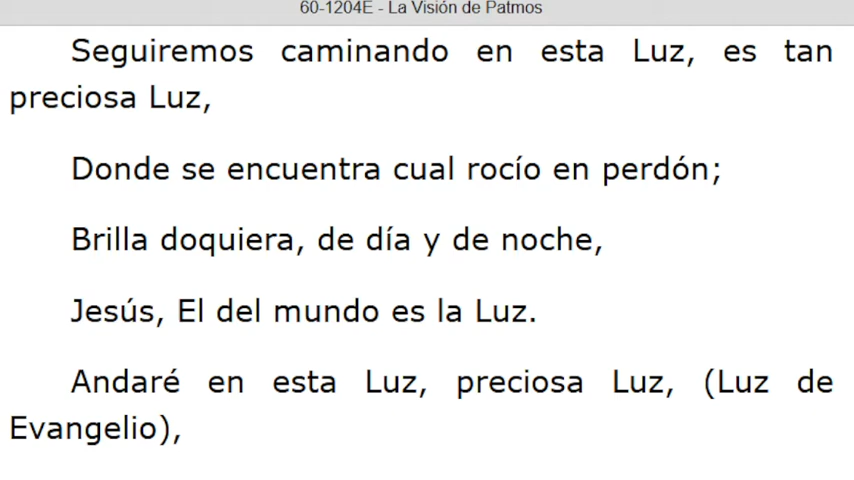 60-1204E - La Visión de Patmos
Seguiremos caminando en esta Luz, es tan
preciosa Luz,
Donde se encuentra cual rocío en perdón;
Brilla doquiera, de día y de noche,
Jesús, El del mundo es la Luz.
Andaré en esta Luz, preciosa Luz, (Luz de
Evangelio),